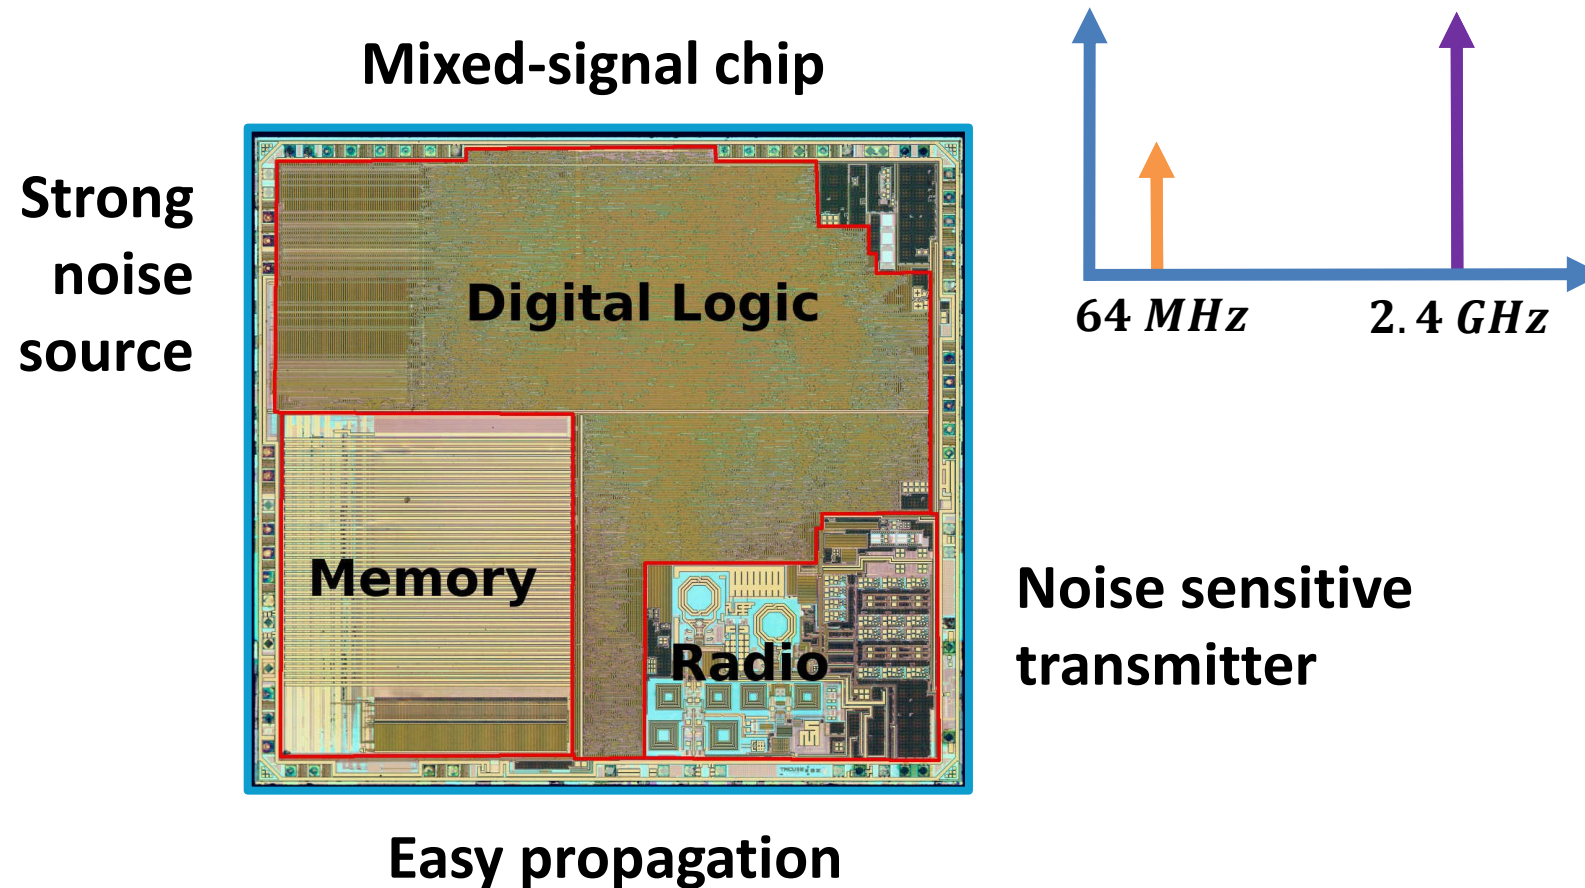 Mixed-signal chip
Strong
noise
source
Digital Logic
64 MHz
2.4 GHz
Memory
Radio
Noise sensitive
transmitter
Easy propagation